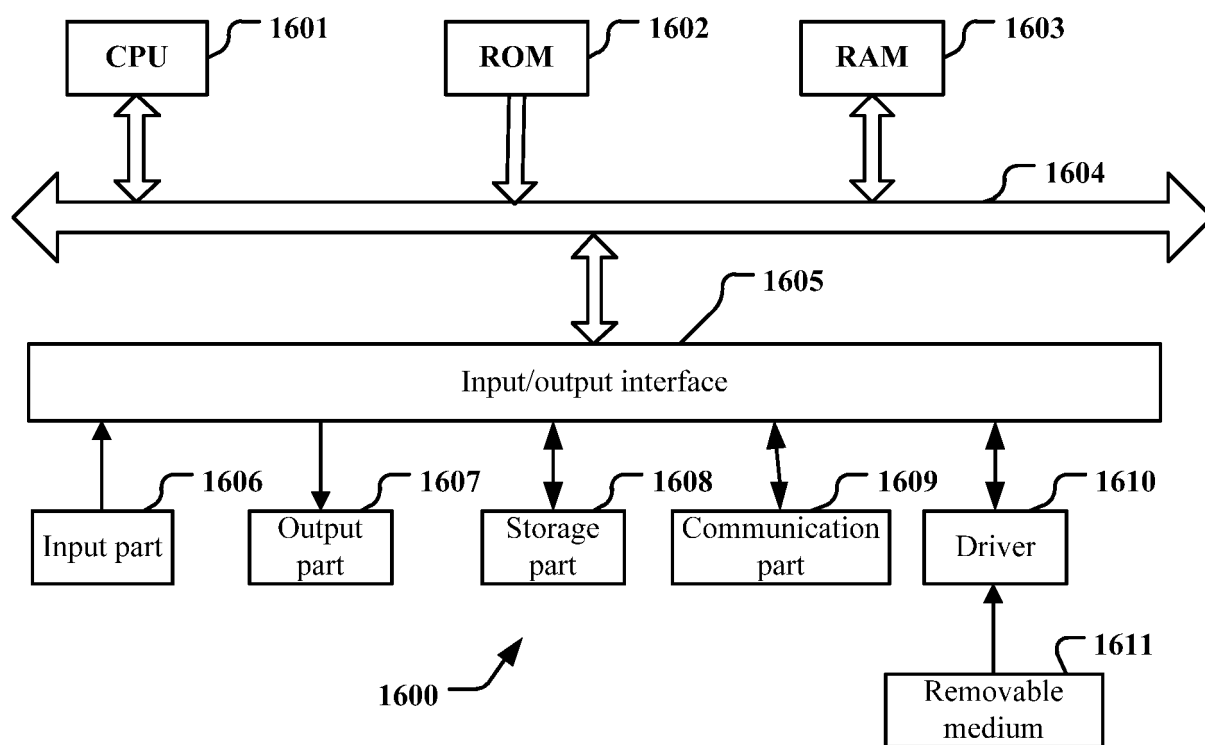 CPU
1601
ROM
1602
RAM
1603
1604
1605
Input/output interface
1606
1607
1608
1609
1610
Input part
Output
part
Storage
part
Communication
part
Driver
1600
1611
Removable
medium